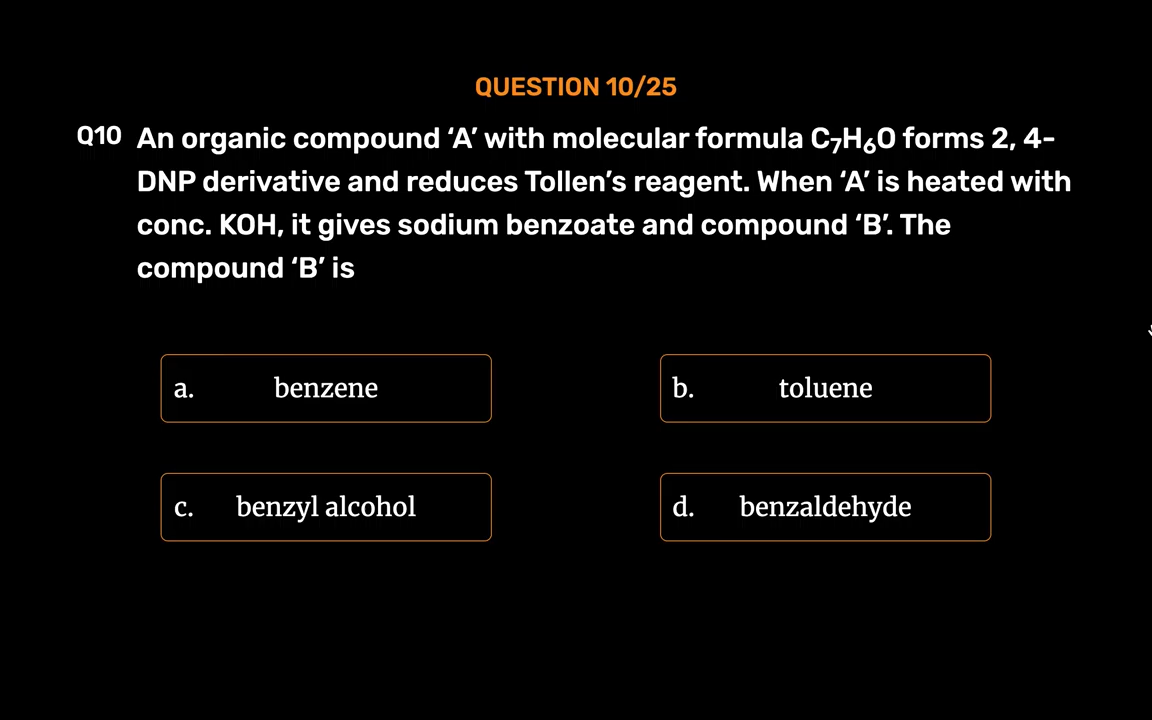 QUESTION 10/25
Q10 An organic compound ‘A’ with molecular formula C₇H₆O forms 2, 4-
DNP derivative and reduces Tollen’s reagent. When ‘A’ is heated with
conc. KOH, it gives sodium benzoate and compound ‘B’. The
compound ‘B’ is
a. benzene
b. toluene
c. benzyl alcohol
d. benzaldehyde